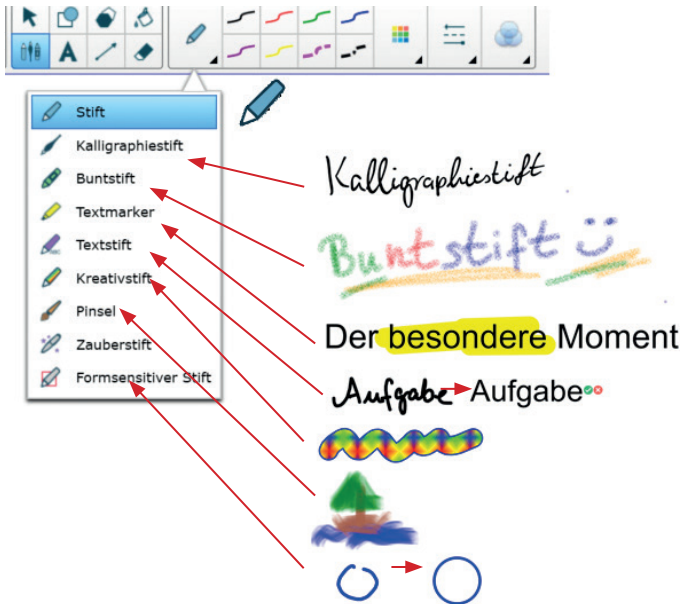 A
Stift
Kalligraphiestift
Buntstift
Textmarker
Textstift
Kreativstift
Pinsel
Zauberstift
Formsensitiver Stift
Kalligraphiestift
Buntstift
Der besondere Moment
Aufgabe Aufgabe